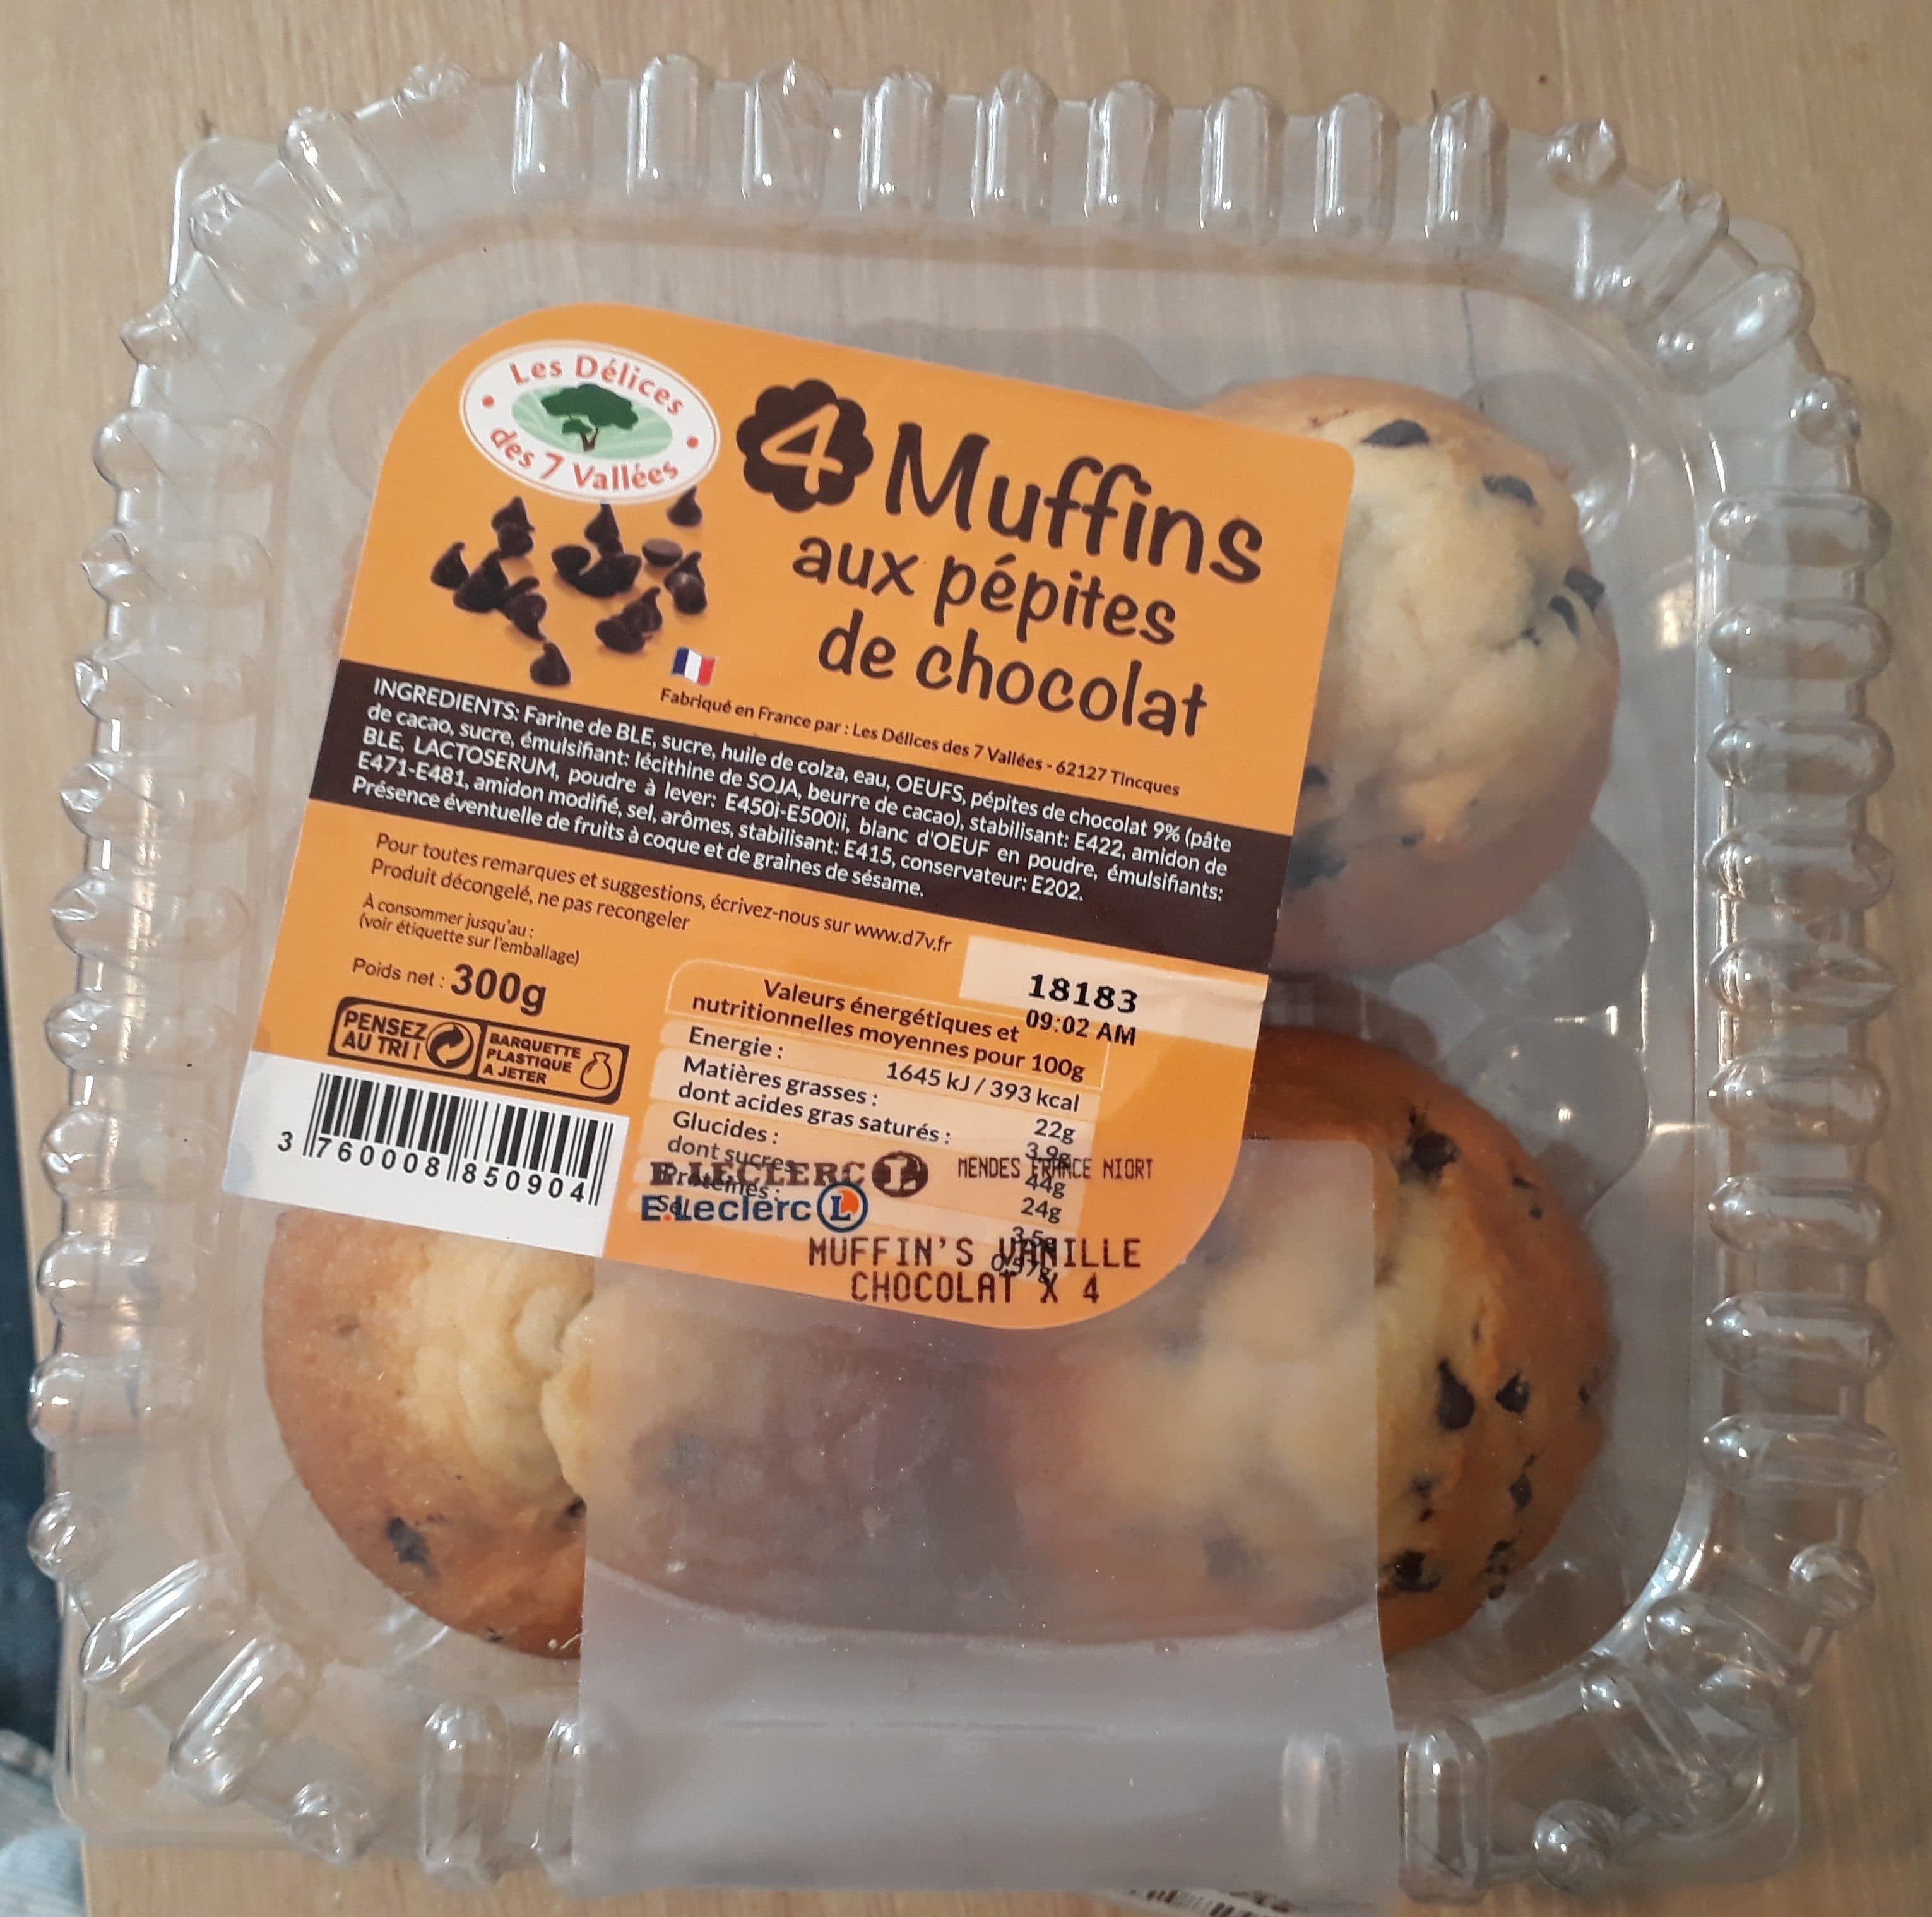 Les Délices
des 7 Vallées
4 Muffins
aux pépites
de chocolat
Fabriqué en France par : Les Délices des 7 Vallées - 62127 Tincques
INGREDIENTS: Farine de BLE, sucre, huile de colza, eau, OEUFS, pépites de chocolat 9% (pâte
de cacao, sucre, émulsifiant: lécithine de SOJA, beurre de cacao), stabilisant: E422, amidon de
BLE, LACTOSERUM, poudre à lever: E450i-E500ii, blanc d'OEUF en poudre, émulsifiants:
E471-E481, amidon modifié, sel, arômes, stabilisant: E415, conservateur: E202.
Présence éventuelle de fruits à coque et de graines de sésame.
Pour toutes remarques et suggestions, écrivez-nous sur www.d7v.fr
Produit décongelé, ne pas recongeler
À consommer jusqu'au :
(voir étiquette sur l'emballage)
Poids net : 300g
PENSEZ
AU TRI !
BARQUETTE
PLASTIQUE
A JETER
3 760008 850904
18183
09:02 AM
Valeurs énergétiques et
nutritionnelles moyennes pour 100g
Energie : 1645 kJ / 393 kcal
Matières grasses : 22g
dont acides gras saturés : 3,9g
Glucides : 44g
dont sucres 24g
Protéines : 3,5g
Sel 0,57g
E.LECLERC L MENDES FRANCE NIORT
E.Leclerc L
MUFFIN'S VANILLE
CHOCOLAT X 4